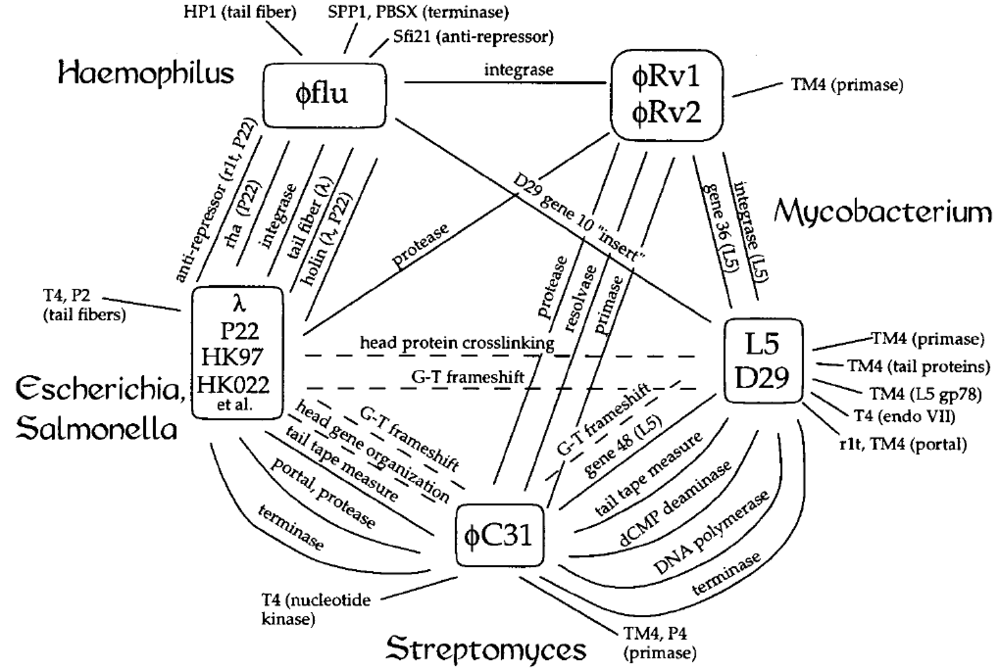 HP1 (tail fiber)
SPP1, PBSX (terminase)
Sfi21 (anti-repressor)
Haemophilus
ϕflu
integrase
ϕRv1
ϕRv2
TM4 (primase)
anti-repressor (r1t, P22)
rha (P22)
integrase
tail fiber (λ)
holin (λ, P22)
D29 gene 10 "insert"
protease
Protease
resolvase
primase
gene 36 (L5)
integrase (L5)
Mycobacterium
T4, P2
(tail fibers)
λ
P22
HK97
HK022
et al.
Escherichia,
Salmonella
head protein crosslinking
G-T frameshift
L5
D29
TM4 (primase)
TM4 (tail proteins)
TM4 (L5 gp78)
T4 (endo VII)
r1t, TM4 (portal)
G-T frameshift
head gene organization
tail tape measure
portal, protease
terminase
G-T frameshift
gene 48 (L5)
tail tape measure
dCMP deaminase
DNA polymerase
terminase
ϕC31
T4 (nucleotide
kinase)
TM4, P4
(primase)
Streptomyces